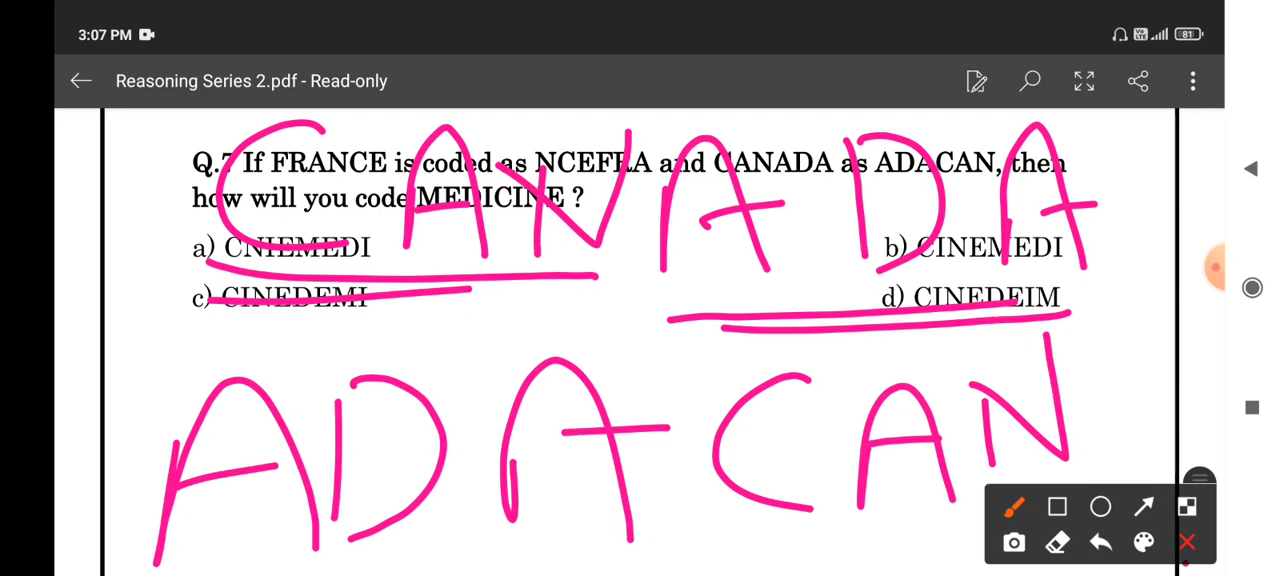 3:07 PM
81
Reasoning Series 2.pdf - Read-only
Q.7 If FRANCE is coded as NCEFRA and CANADA as ADACAN, then
how will you code MEDICINE ?
a) CNIEMEDI b) CINEMEDI
c) CINEDEMI d) CINEDEIM
CANADA
ADACAN